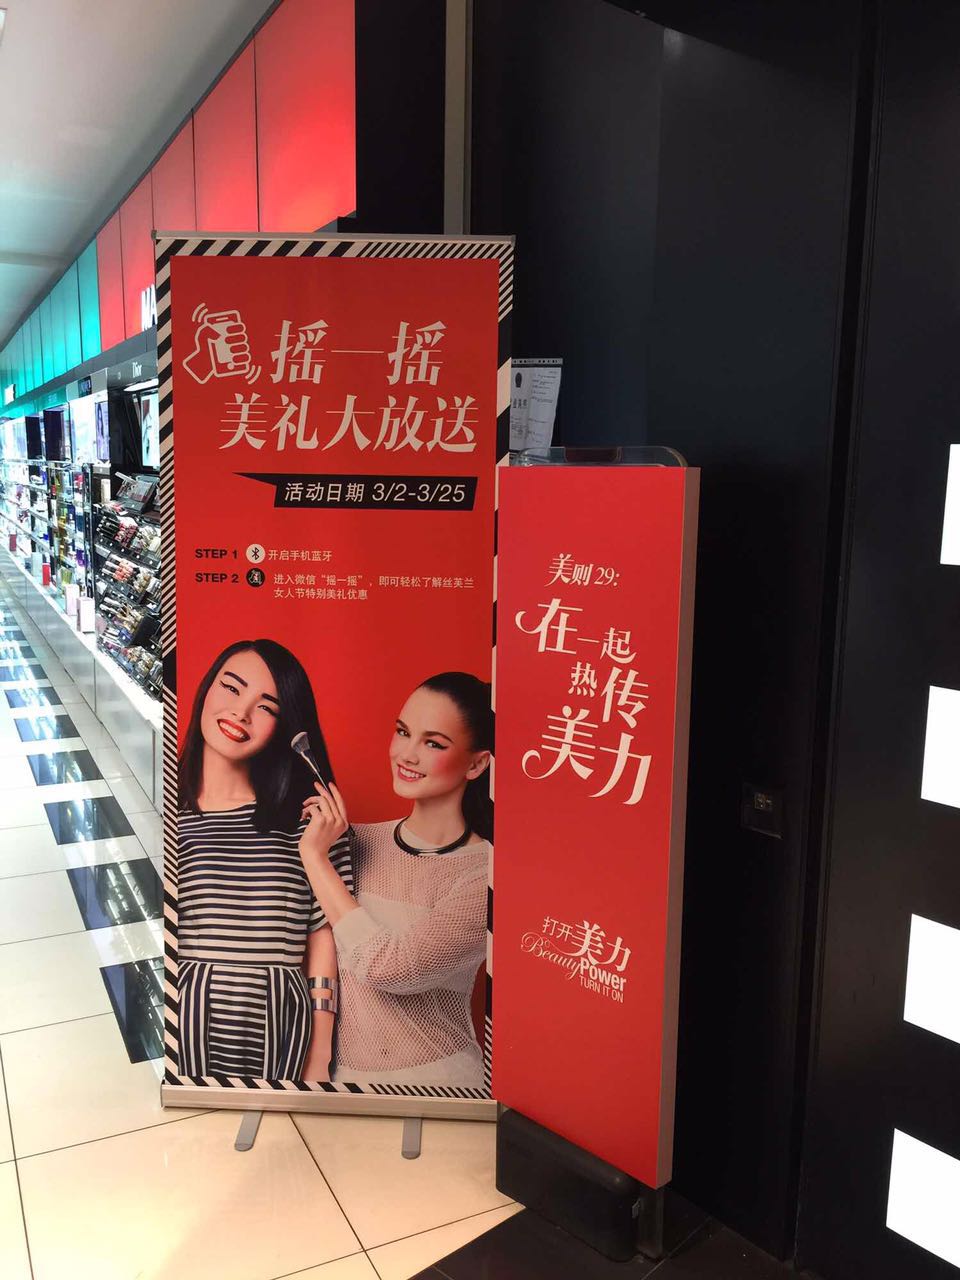 摇一摇
美礼大放送
活动日期 3/2-3/25
STEP 1 开启手机蓝牙
STEP 2 进入微信“摇一摇”，即可轻松了解丝芙兰
女人节特别美礼优惠
美则 29:
在一起
热传
美力
打开美力
Beauty Power
TURN IT ON
MA
Dior